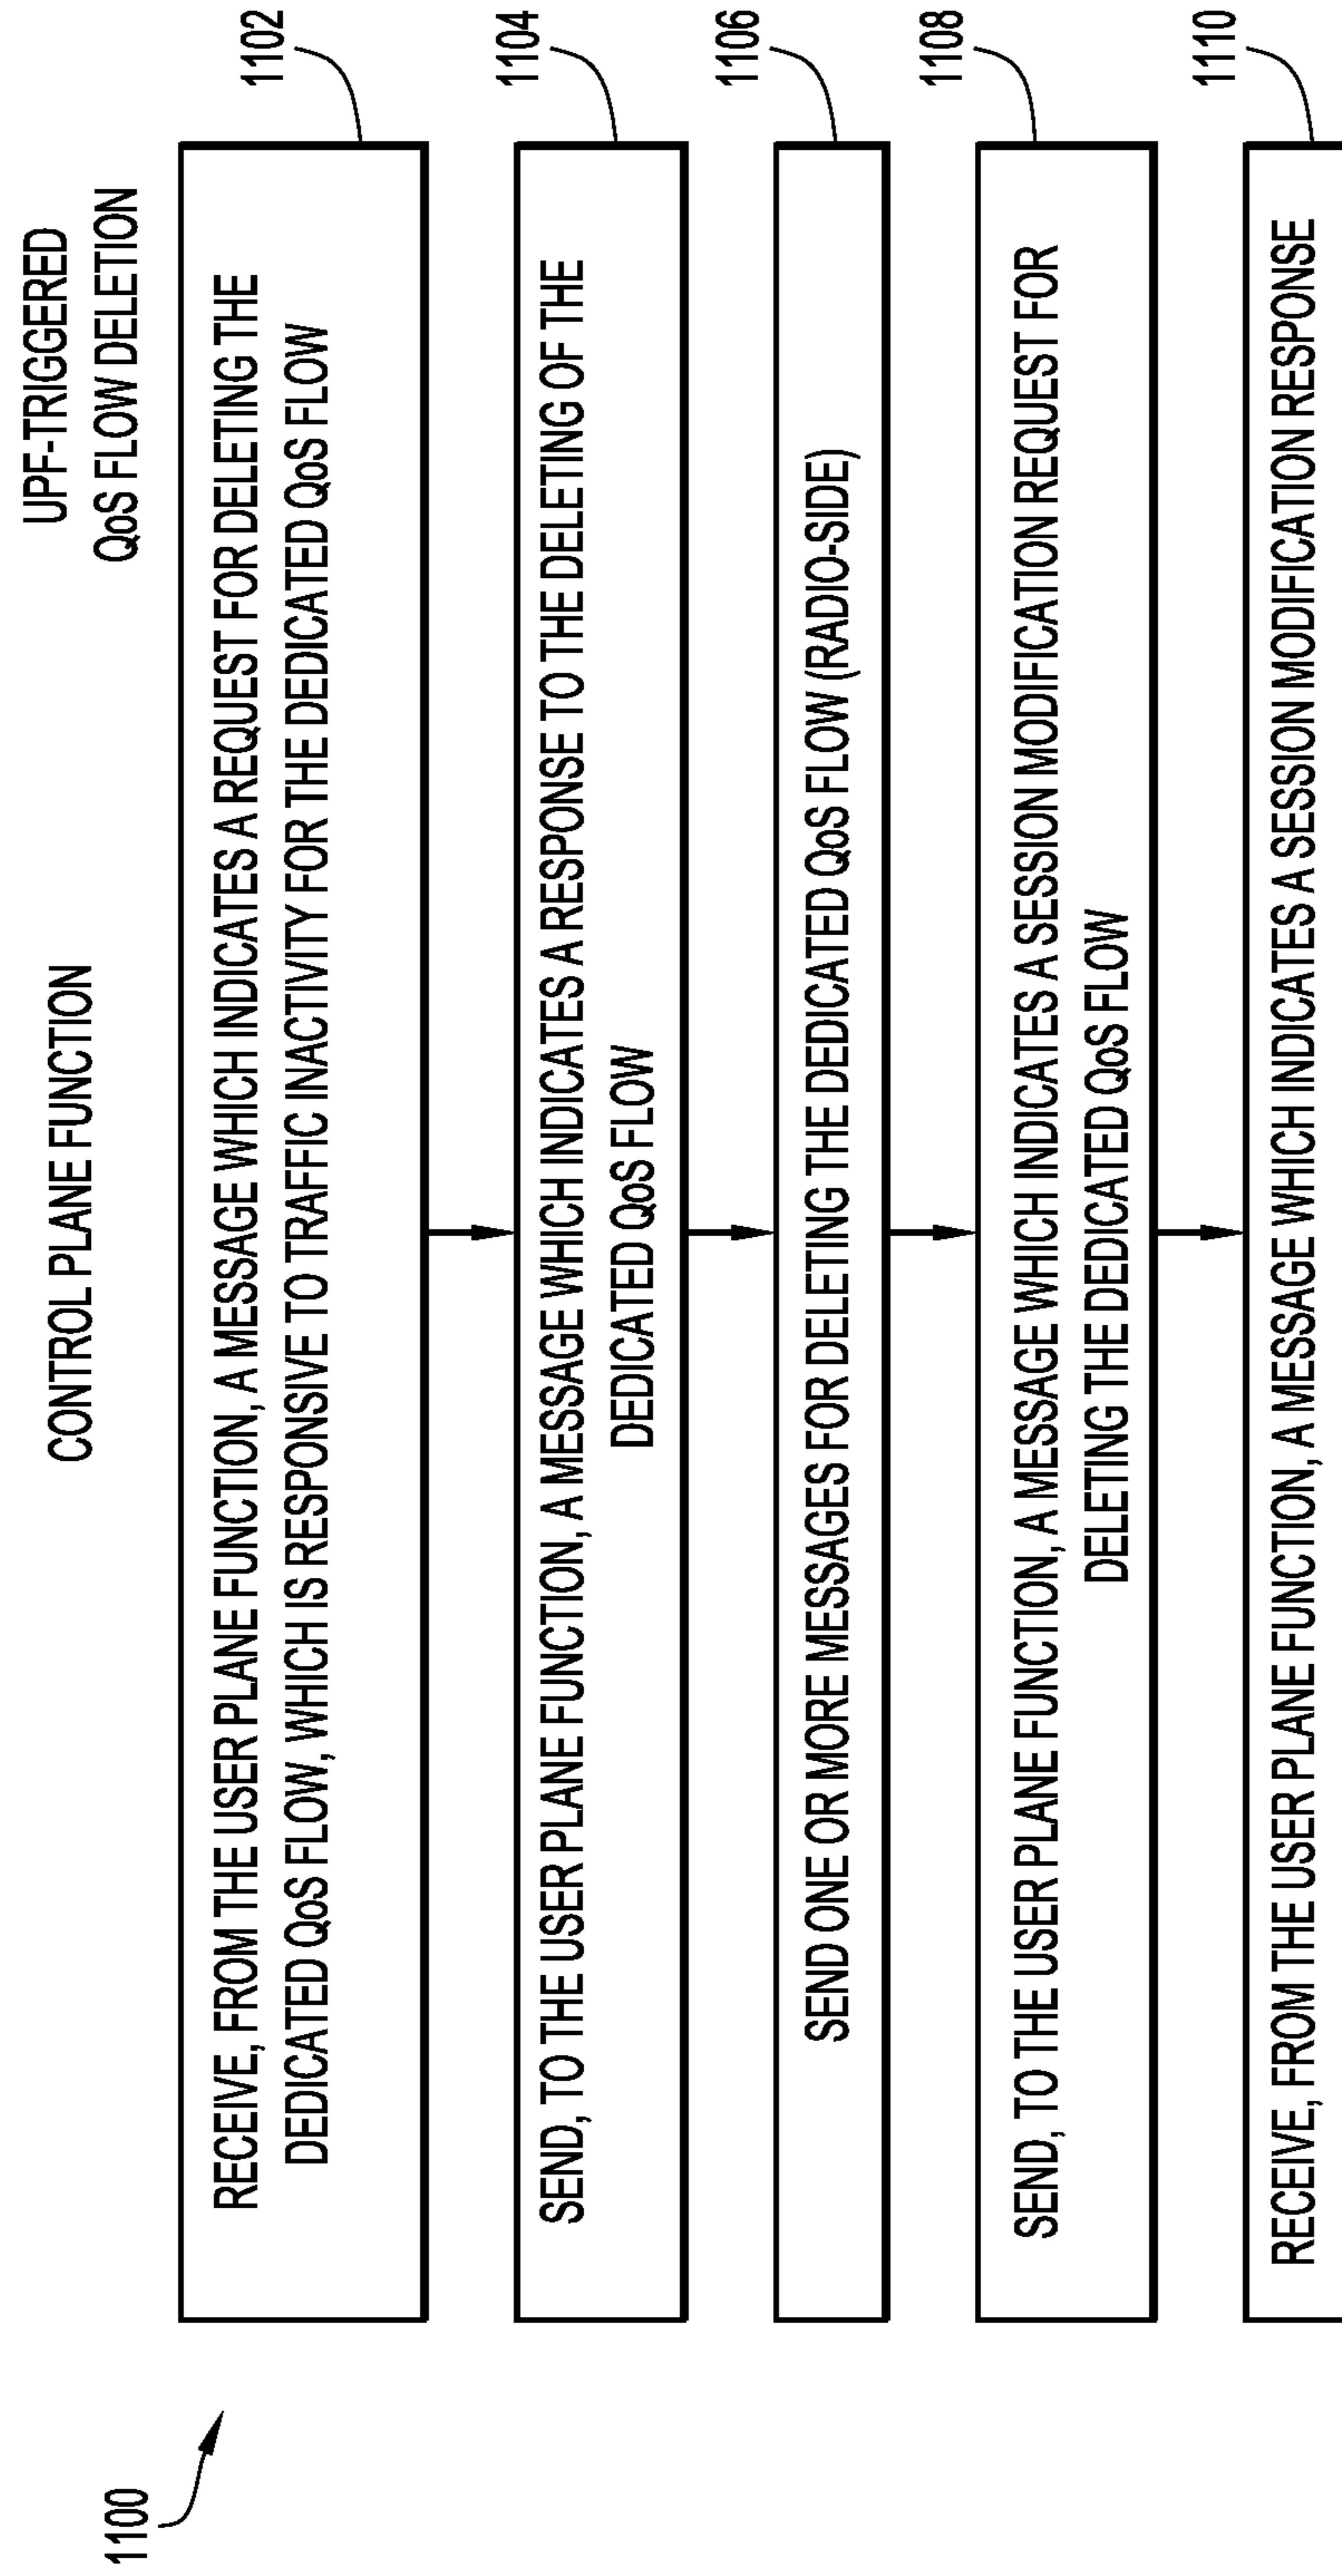 1100
CONTROL PLANE FUNCTION
UPF-TRIGGERED
QoS FLOW DELETION
RECEIVE, FROM THE USER PLANE FUNCTION, A MESSAGE WHICH INDICATES A REQUEST FOR DELETING THE
DEDICATED QoS FLOW, WHICH IS RESPONSIVE TO TRAFFIC INACTIVITY FOR THE DEDICATED QoS FLOW
1102
SEND, TO THE USER PLANE FUNCTION, A MESSAGE WHICH INDICATES A RESPONSE TO THE DELETING OF THE
DEDICATED QoS FLOW
1104
SEND ONE OR MORE MESSAGES FOR DELETING THE DEDICATED QoS FLOW (RADIO-SIDE)
1106
SEND, TO THE USER PLANE FUNCTION, A MESSAGE WHICH INDICATES A SESSION MODIFICATION REQUEST FOR
DELETING THE DEDICATED QoS FLOW
1108
RECEIVE, FROM THE USER PLANE FUNCTION, A MESSAGE WHICH INDICATES A SESSION MODIFICATION RESPONSE
1110